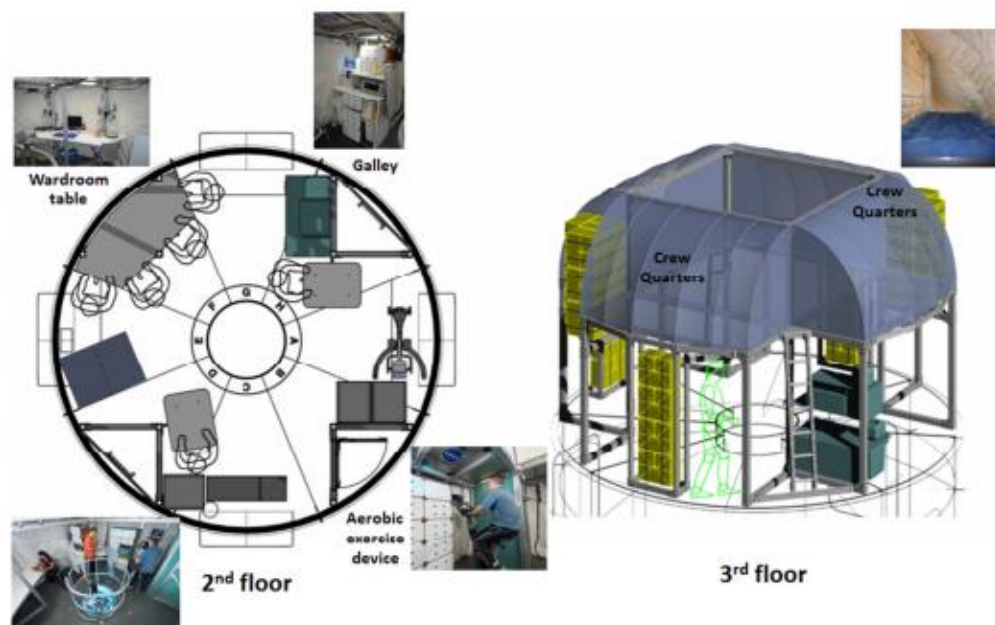 Wardroom
table
Galley
G
F
H
E
A
D
B
C
Aerobic
exercise
device
2nd floor
Crew
Quarters
Crew
Quarters
3rd floor